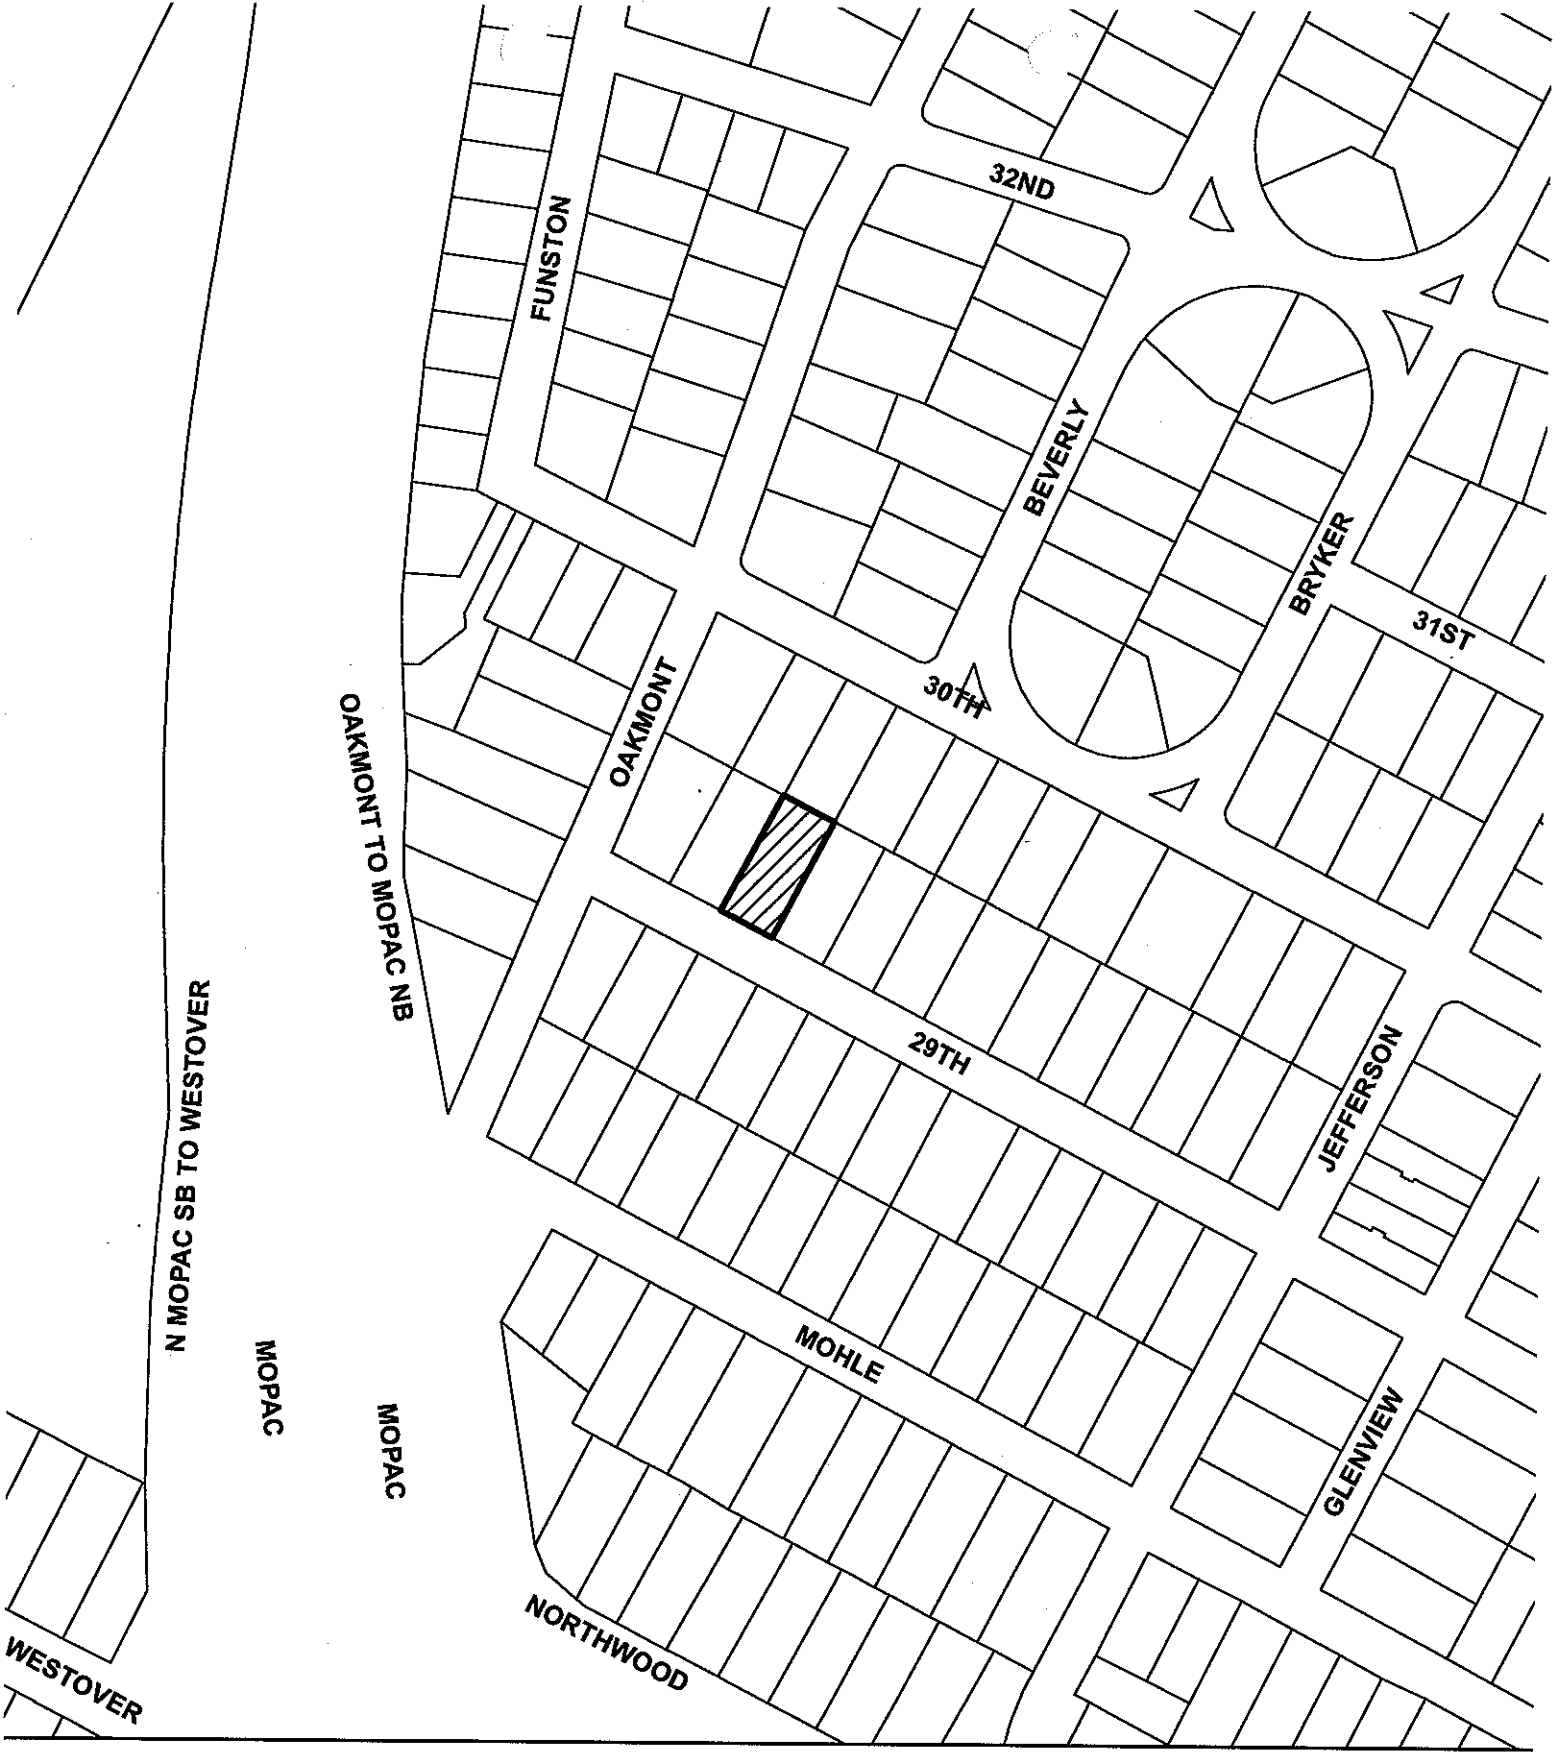 32ND
FUNSTON
BEVERLY
BRYKER
31ST
30TH
OAKMONT
OAKMONT TO MOPAC NB
N MOPAC SB TO WESTOVER
29TH
JEFFERSON
MOHLE
MOPAC
MOPAC
GLENVIEW
NORTHWOOD
WESTOVER